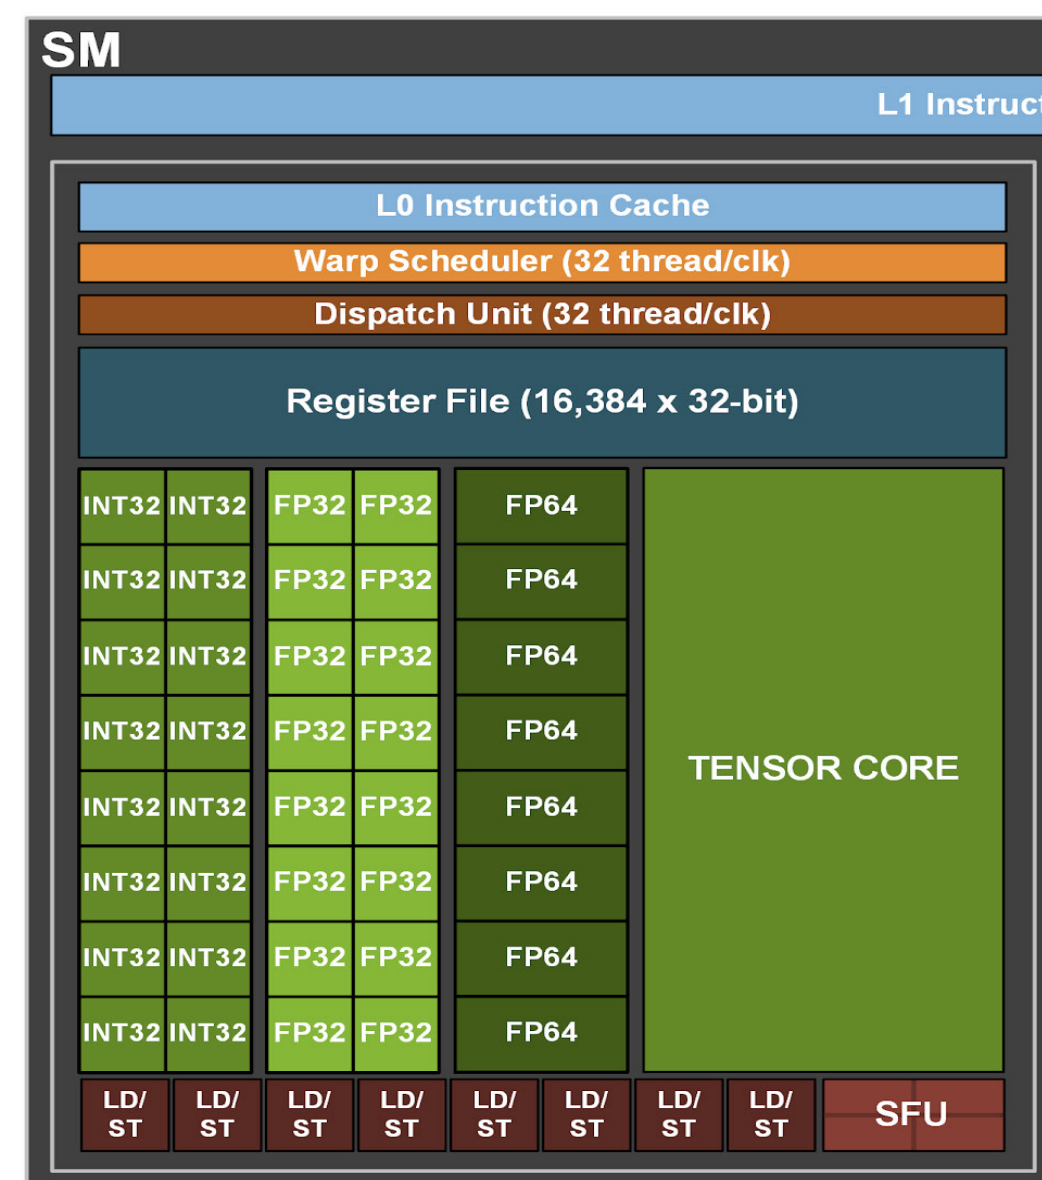 SM
L1 Instruct
L0 Instruction Cache
Warp Scheduler (32 thread/clk)
Dispatch Unit (32 thread/clk)
Register File (16,384 x 32-bit)
INT32 INT32 FP32 FP32 FP64
INT32 INT32 FP32 FP32 FP64
INT32 INT32 FP32 FP32 FP64
INT32 INT32 FP32 FP32 FP64
TENSOR CORE
INT32 INT32 FP32 FP32 FP64
INT32 INT32 FP32 FP32 FP64
INT32 INT32 FP32 FP32 FP64
INT32 INT32 FP32 FP32 FP64
LD/ LD/ LD/ LD/ LD/ LD/ LD/ LD/
ST ST ST ST ST ST ST ST
SFU